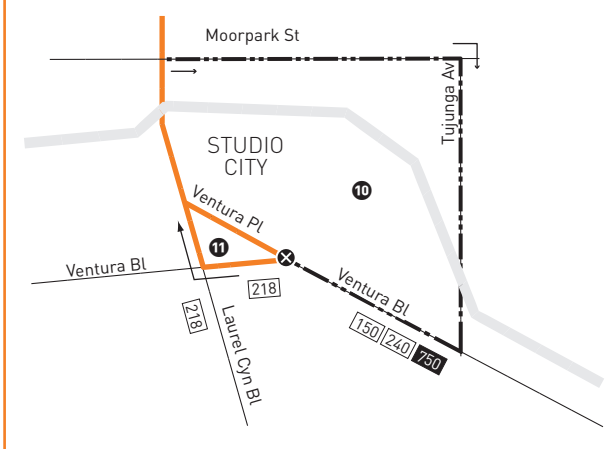 Moorpark St
Tujunga Av
STUDIO
CITY
10
Ventura Pl
11
Ventura Bl
Ventura Bl
218
218
Laurel Cyn Bl
150 240 750